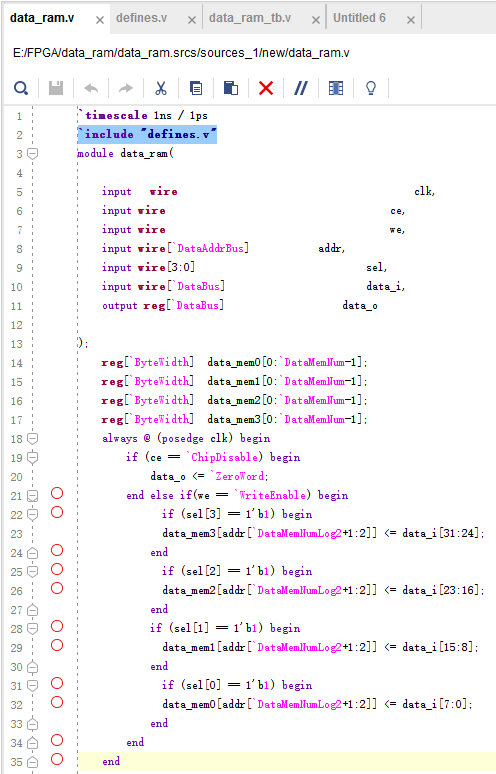 data_ram.v × defines.v × data_ram_tb.v × Untitled 6 ×
E:/FPGA/data_ram/data_ram.srcs/sources_1/new/data_ram.v
1 `timescale 1ns / 1ps
2 `include "defines.v"
3 module data_ram(
4
5 input wire clk,
6 input wire ce,
7 input wire we,
8 input wire[`DataAddrBus] addr,
9 input wire[3:0] sel,
10 input wire[`DataBus] data_i,
11 output reg[`DataBus] data_o
12
13 );
14 reg[`ByteWidth] data_mem0[0:`DataMemNum-1];
15 reg[`ByteWidth] data_mem1[0:`DataMemNum-1];
16 reg[`ByteWidth] data_mem2[0:`DataMemNum-1];
17 reg[`ByteWidth] data_mem3[0:`DataMemNum-1];
18 always @ (posedge clk) begin
19 if (ce == `ChipDisable) begin
20 data_o <= `ZeroWord;
21 end else if(we == `WriteEnable) begin
22 if (sel[3] == 1'b1) begin
23 data_mem3[addr[`DataMemNumLog2+1:2]] <= data_i[31:24];
24 end
25 if (sel[2] == 1'b1) begin
26 data_mem2[addr[`DataMemNumLog2+1:2]] <= data_i[23:16];
27 end
28 if (sel[1] == 1'b1) begin
29 data_mem1[addr[`DataMemNumLog2+1:2]] <= data_i[15:8];
30 end
31 if (sel[0] == 1'b1) begin
32 data_mem0[addr[`DataMemNumLog2+1:2]] <= data_i[7:0];
33 end
34 end
35 end